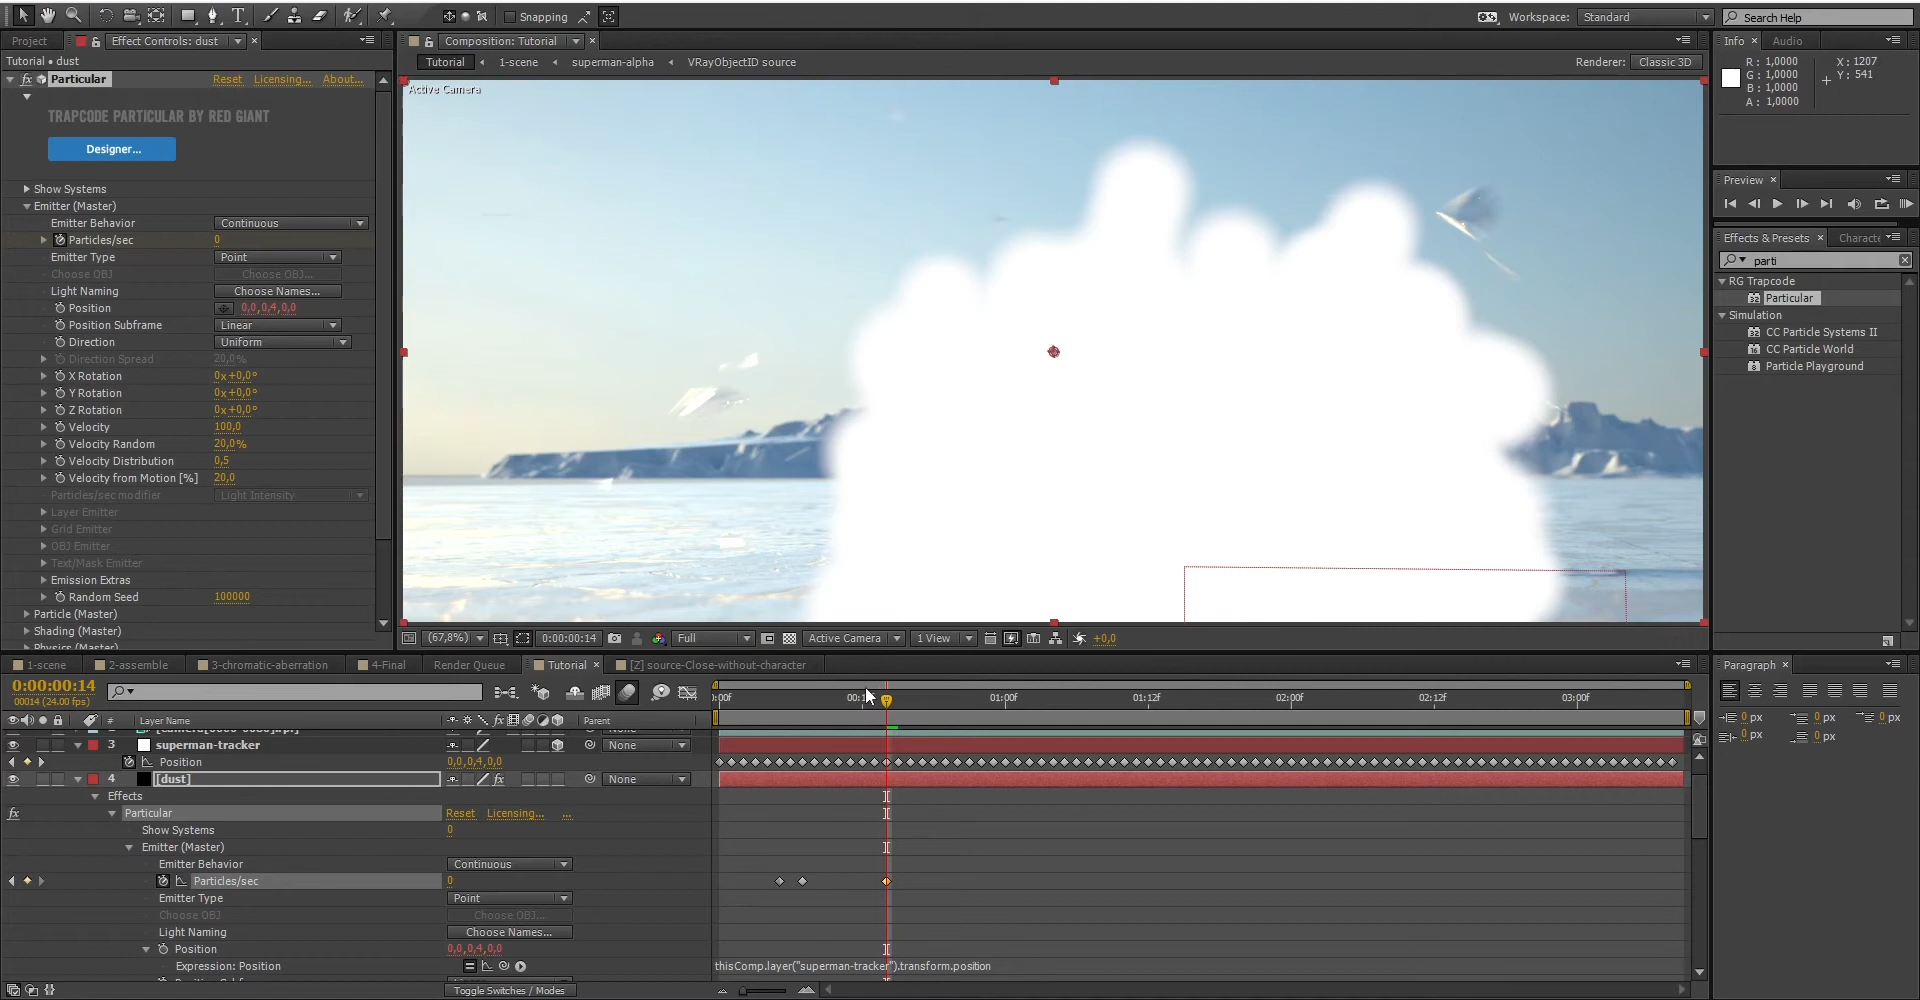 Snapping
Workspace: Standard
Search Help
Project
Effect Controls: dust
Composition: Tutorial
Info
Audio
Tutorial • dust
Tutorial
1-scene
superman-alpha
VRayObjectID source
Renderer: Classic 3D
fx Particular Reset Licensing... About...
Active Camera
R : 1,0000
G : 1,0000
B : 1,0000
A : 1,0000
X : 1207
Y : 541
TRAPCODE PARTICULAR BY RED GIANT
Designer...
Show Systems
Emitter (Master)
Emitter Behavior Continuous
Particles/sec 0
Emitter Type Point
Choose OBJ Choose OBJ...
Light Naming Choose Names...
Position 0,0,0,4,0,0
Position Subframe Linear
Direction Uniform
Direction Spread 20,0%
X Rotation 0x+0,0°
Y Rotation 0x+0,0°
Z Rotation 0x+0,0°
Velocity 100,0
Velocity Random 20,0%
Velocity Distribution 0,5
Velocity from Motion [%] 20,0
Particles/sec modifier Light Intensity
Layer Emitter
Grid Emitter
OBJ Emitter
Text/Mask Emitter
Emission Extras
Random Seed 100000
Particle (Master)
Shading (Master)
Physics (Master)
Preview
Effects & Presets
Characte
parti
RG Trapcode
Particular
Simulation
CC Particle Systems II
CC Particle World
Particle Playground
(67,8%)
0:00:00:14
Full
Active Camera
1 View
+0,0
1-scene
2-assemble
3-chromatic-aberration
4-Final
Render Queue
Tutorial
[Z] source-Close-without-character
Paragraph
0:00:00:14
00014 (24.00 fps)
01:00f
01:12f
02:00f
02:12f
03:00f
0 px 0 px 0 px
0 px 0 px
# Layer Name Parent
3 superman-tracker None
Position 0,0,0,4,0,0
4 [dust] None
Effects
fx Particular Reset Licensing... ...
Show Systems 0
Emitter (Master)
Emitter Behavior Continuous
Particles/sec 0
Emitter Type Point
Choose OBJ Choose OBJ...
Light Naming Choose Names...
Position 0,0,0,4,0,0
Expression: Position
thisComp.layer("superman-tracker").transform.position
Toggle Switches / Modes